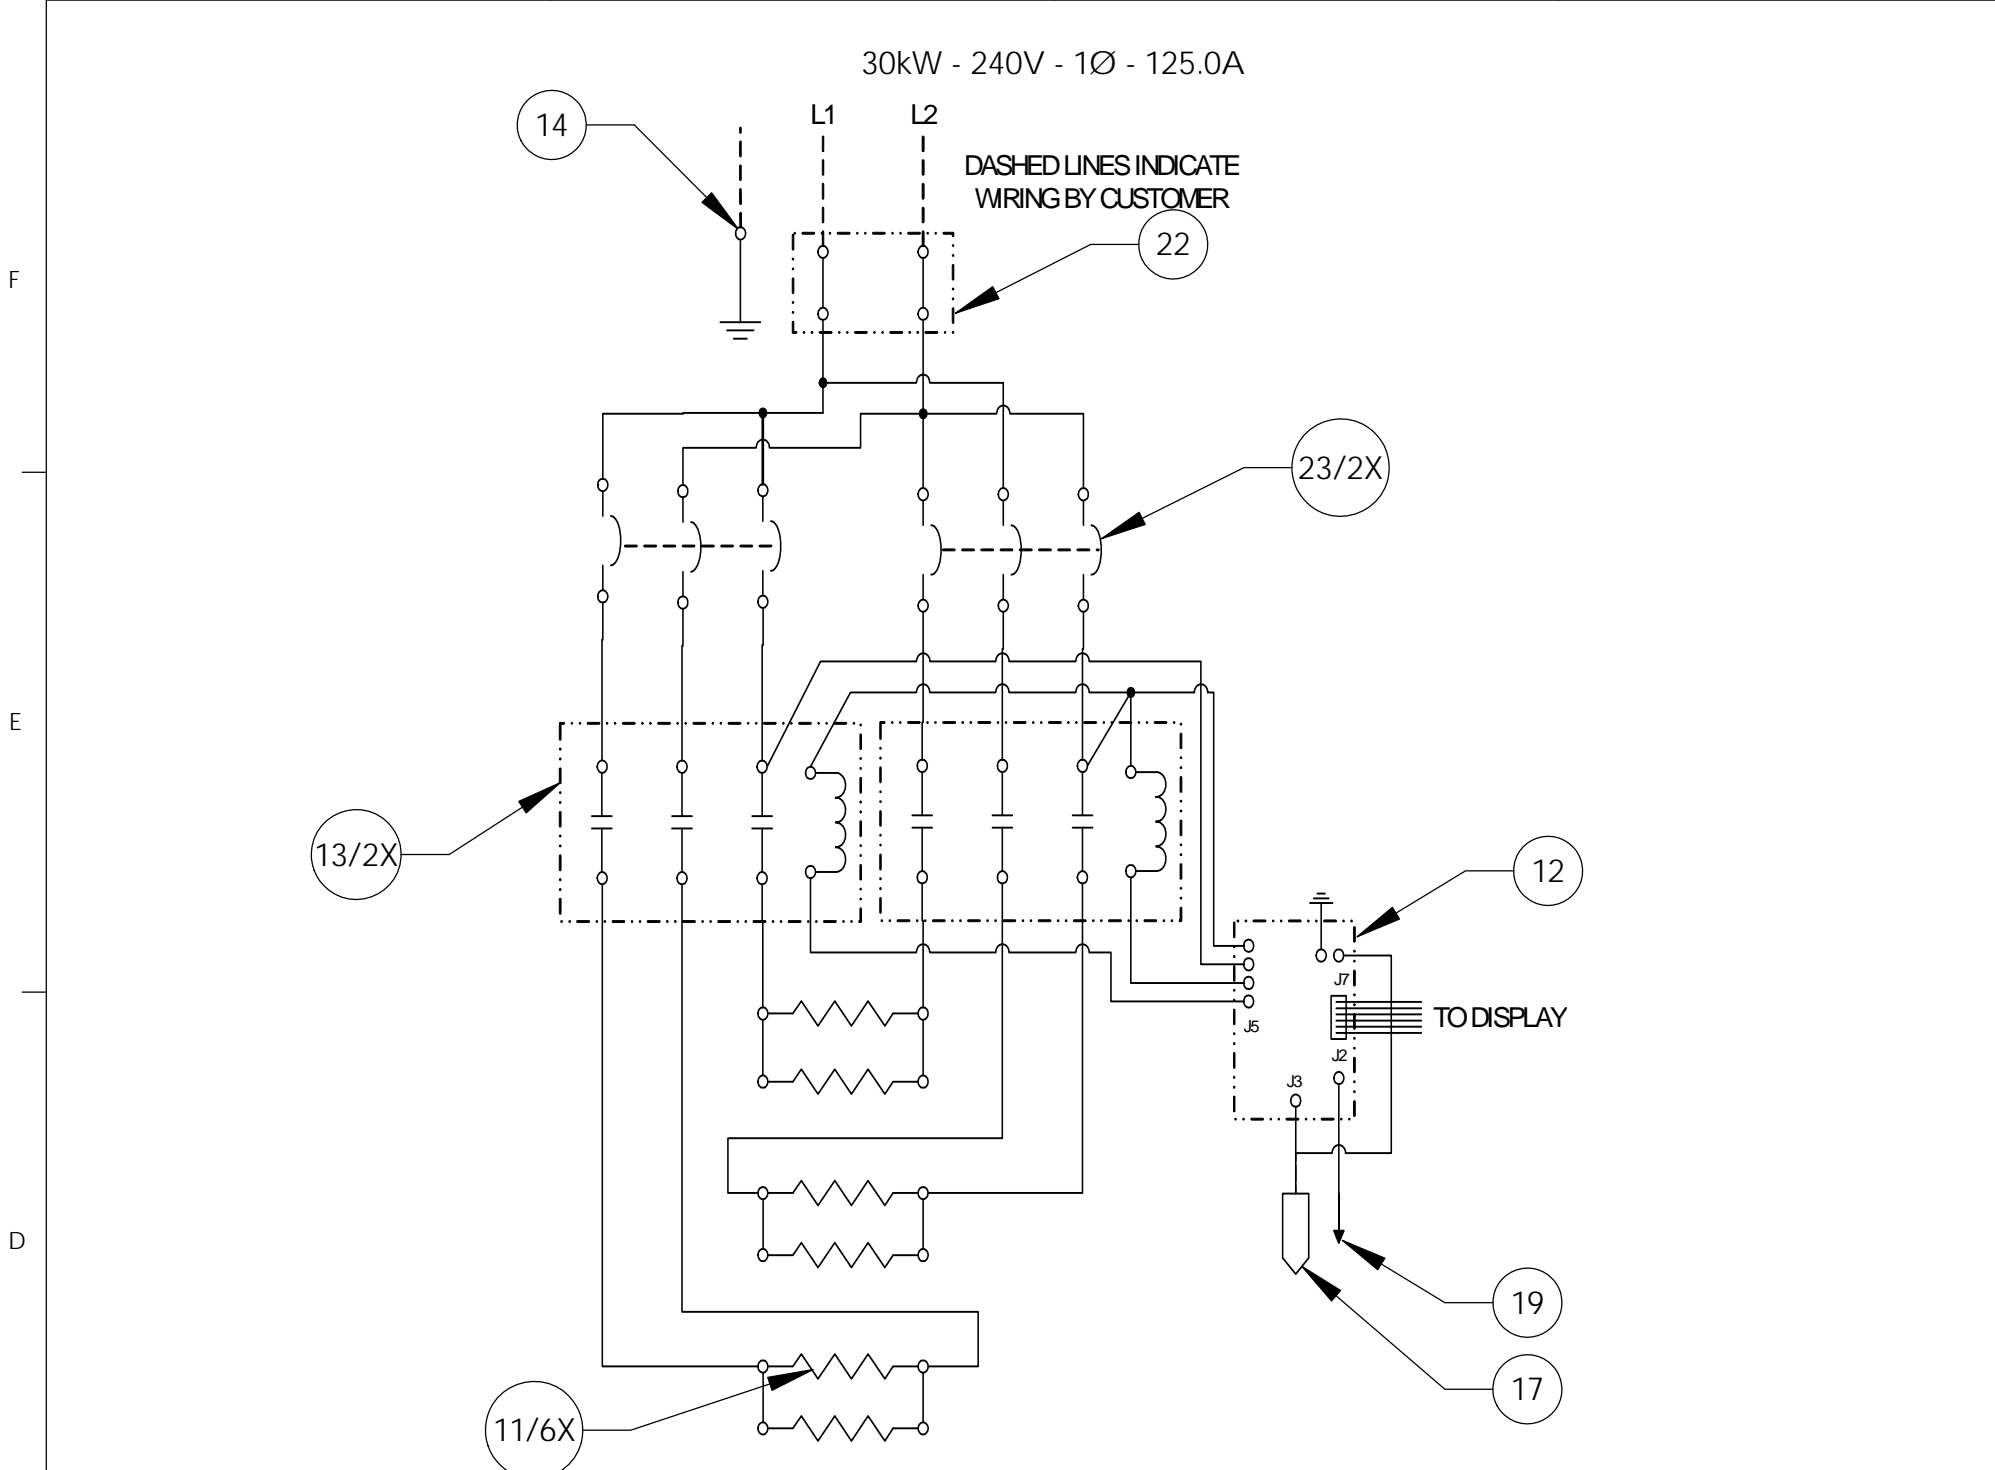 30kW - 240V - 1Ø - 125.0A
14
L1
L2
DASHED LINES INDICATE
WIRING BY CUSTOMER
22
F
23/2X
E
13/2X
12
J7
TO DISPLAY
J5
J2
J3
D
19
17
11/6X